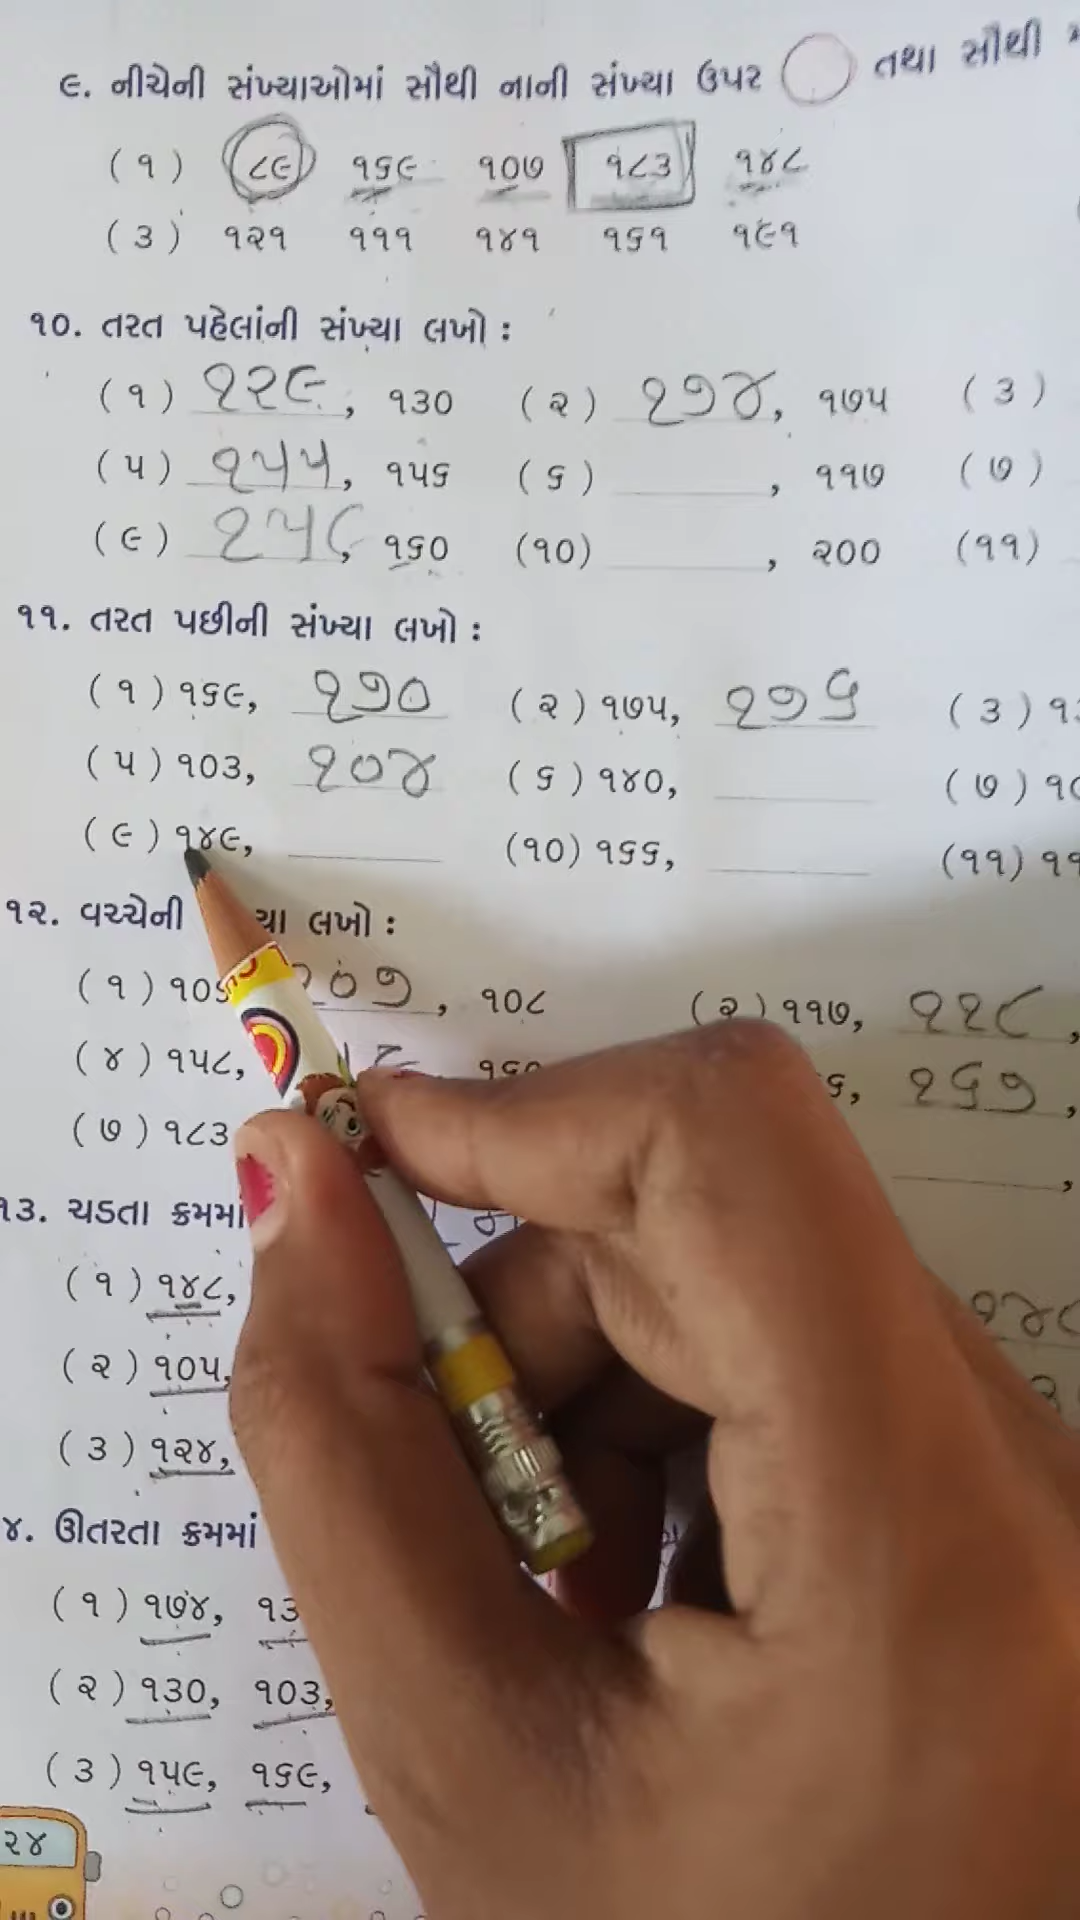 ૯. નીચેની સંખ્યાઓમાં સૌથી નાની સંખ્યા ઉપર તથા સૌથી
(૧) ૮૯ ૧૬૯ ૧૦૭ ૧૮૩ ૧૪૮
(૩) ૧૨૧ ૧૧૧ ૧૪૧ ૧૬૧ ૧૯૧
૧૦. તરત પહેલાંની સંખ્યા લખો :
(૧) ૧૨૯, ૧૩૦ (૨) ૧૭૪, ૧૭૫ (૩)
(૫) ૧૫૫, ૧૫૬ (૬) , ૧૧૭ (૭)
(૯) ૧૫૯, ૧૬૦ (૧૦) , ૨૦૦ (૧૧)
૧૧. તરત પછીની સંખ્યા લખો :
(૧) ૧૬૯, ૧૭૦ (૨) ૧૭૫, ૧૭૬ (૩)
(૫) ૧૦૩, ૧૦૪ (૬) ૧૪૦, (૭)
(૯) ૧૪૯, (૧૦) ૧૬૬, (૧૧)
૧૨. વચ્ચેની લખો :
(૧) ૧૦૭, ૧૦૮ (૨) ૧૧૭, ૧૧૮,
(૪) ૧૫૮, ૧૬૭,
(૭) ૧૮૩
૧૩. ચડતા ક્રમમાં
(૧) ૧૪૮,
(૨) ૧૦૫,
(૩) ૧૨૪,
૪. ઊતરતા ક્રમમાં
(૧) ૧૭૪,
(૨) ૧૩૦, ૧૦૩,
(૩) ૧૫૯, ૧૬૯,
૨૪